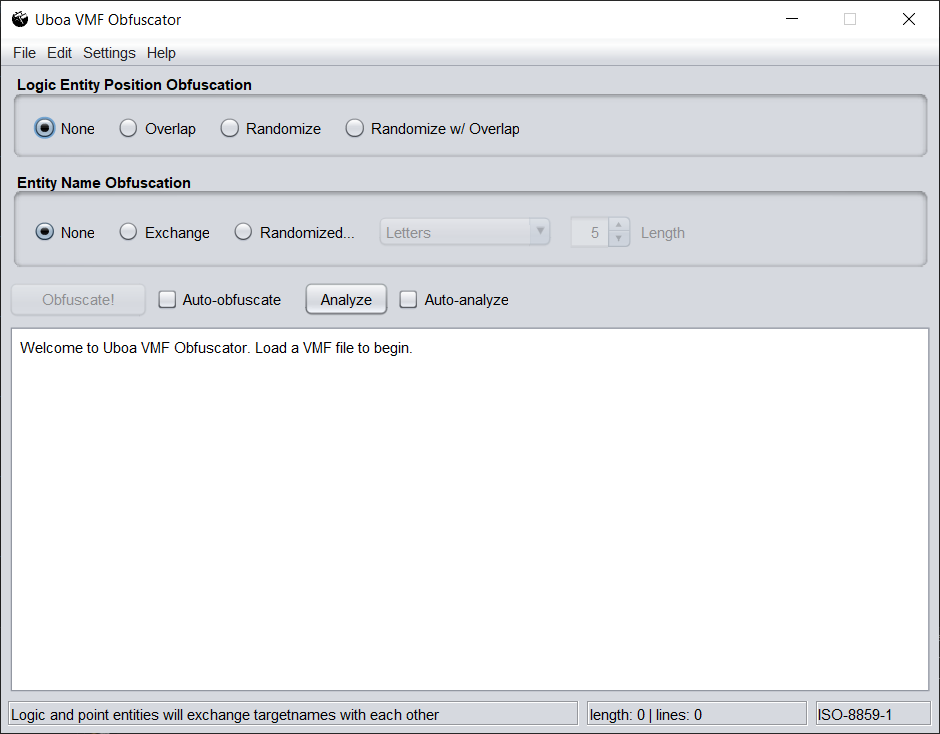 Uboa VMF Obfuscator
File Edit Settings Help
Logic Entity Position Obfuscation
None Overlap Randomize Randomize w/ Overlap
Entity Name Obfuscation
None Exchange Randomized... Letters 5 Length
Obfuscate! Auto-obfuscate Analyze Auto-analyze
Welcome to Uboa VMF Obfuscator. Load a VMF file to begin.
Logic and point entities will exchange targetnames with each other length: 0 | lines: 0 ISO-8859-1